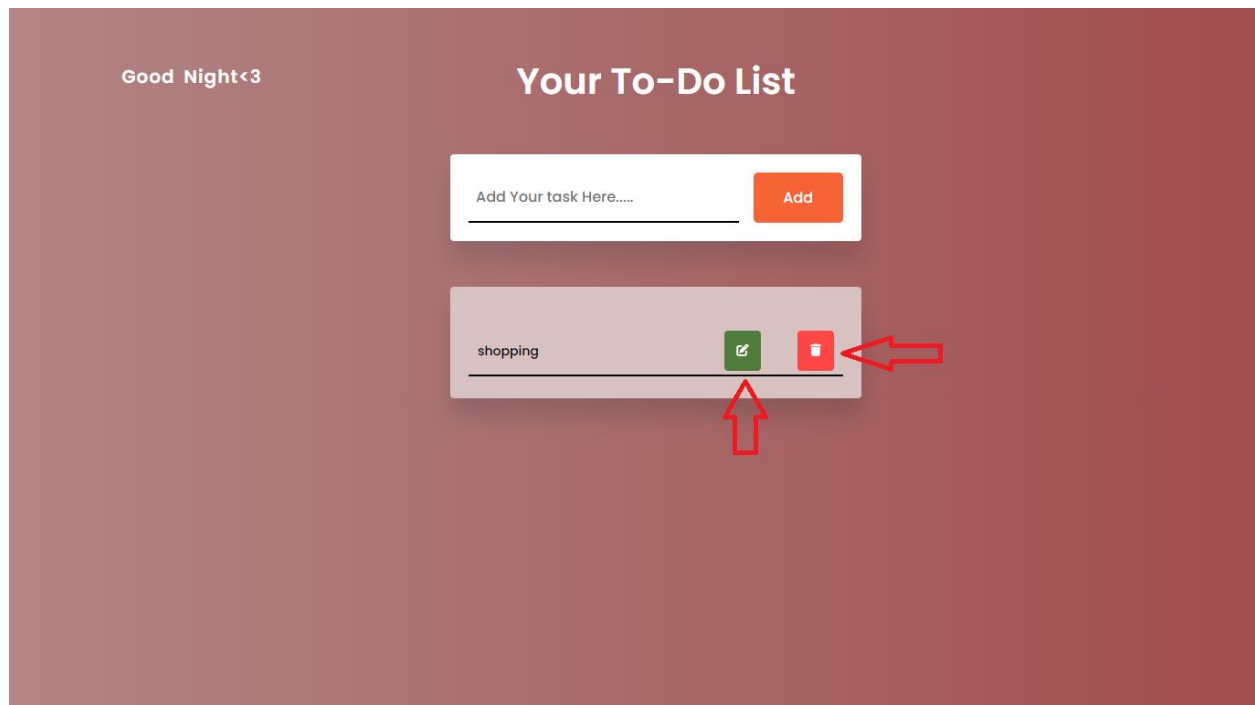 Good Night<3
Your To-Do List
Add Your task Here.....
Add
shopping